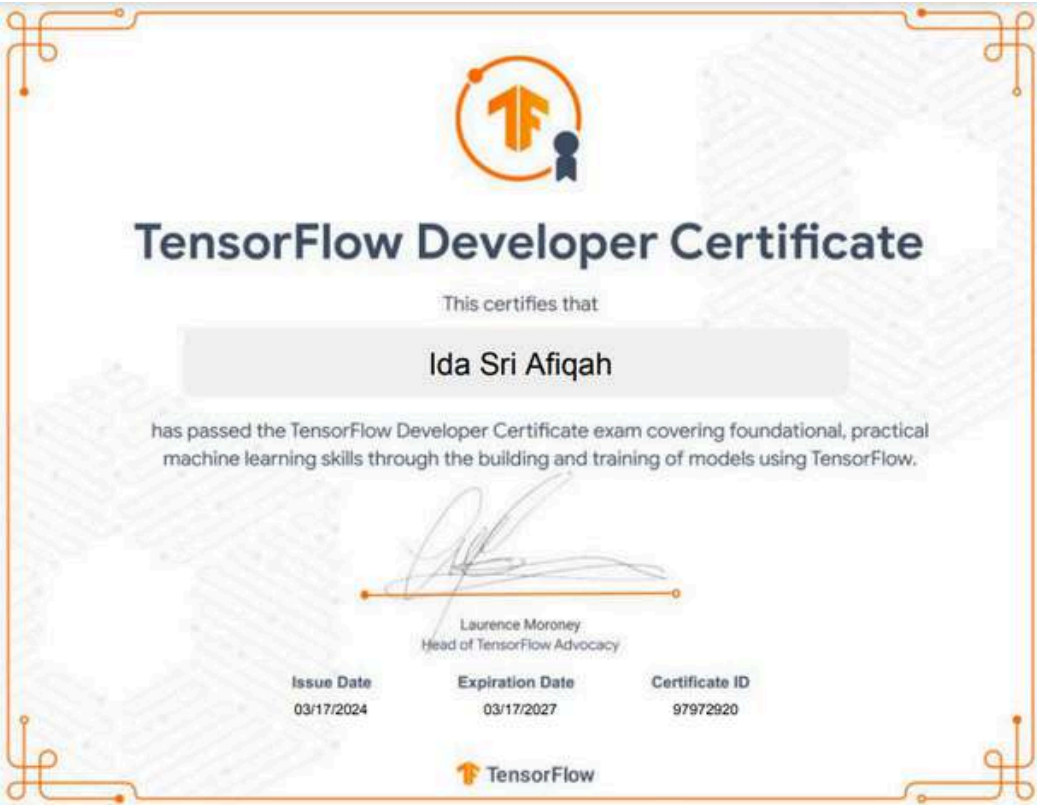 TensorFlow Developer Certificate
This certifies that
Ida Sri Afiqah
has passed the TensorFlow Developer Certificate exam covering foundational, practical
machine learning skills through the building and training of models using TensorFlow.
Laurence Moroney
Head of TensorFlow Advocacy
Issue Date Expiration Date Certificate ID
03/17/2024 03/17/2027 97972920
TensorFlow